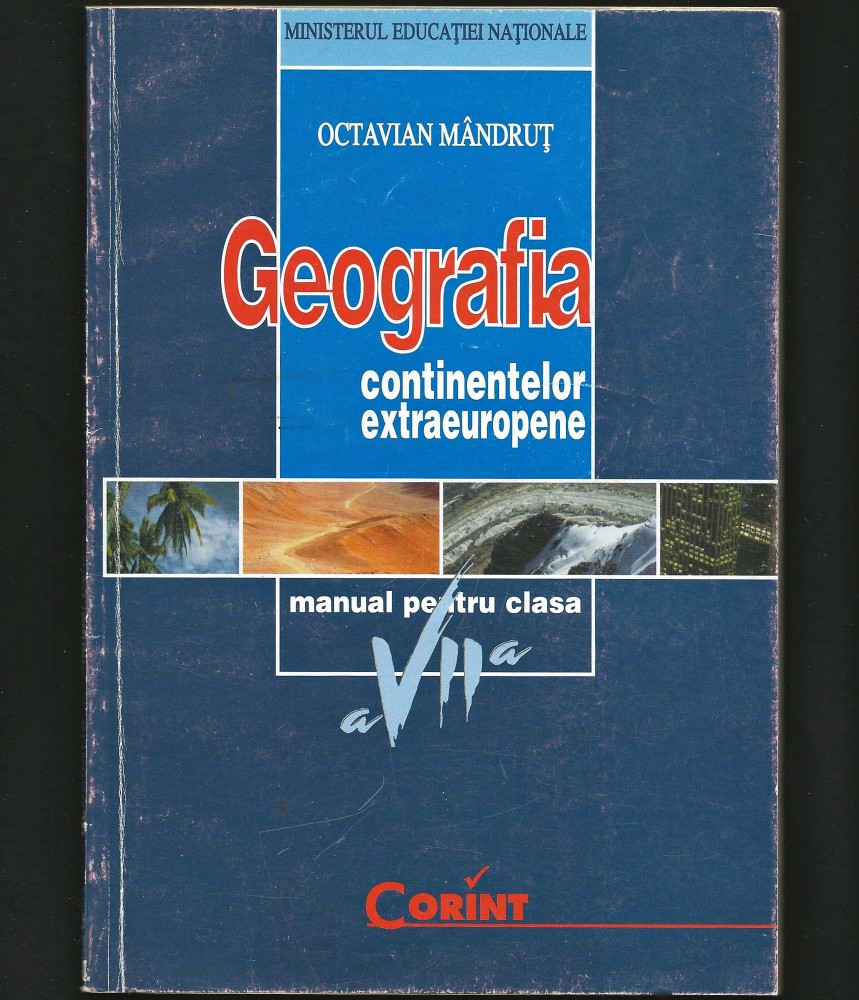 MINISTERUL EDUCAŢIEI NAŢIONALE
OCTAVIAN MÂNDRUŢ
Geografia
continentelor
extraeuropene
manual pentru clasa
a VII a
CORINT